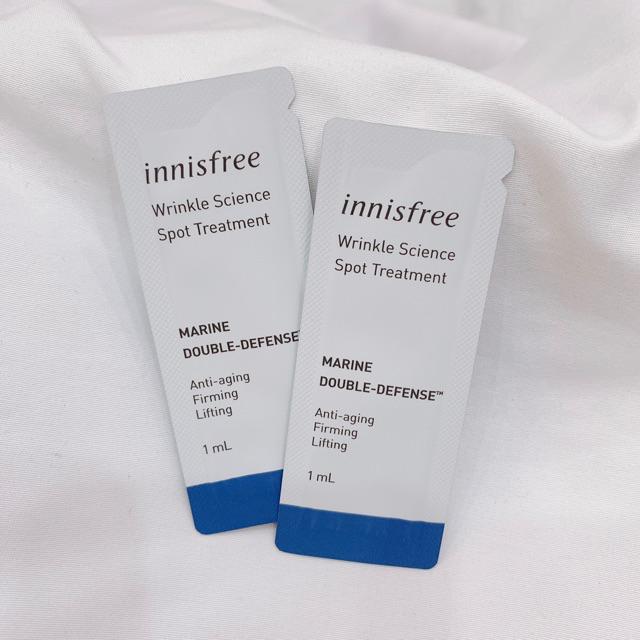 innisfree
Wrinkle Science
Spot Treatment
MARINE
DOUBLE-DEFENSE
Anti-aging
Firming
Lifting
1 mL
innisfree
Wrinkle Science
Spot Treatment
MARINE
DOUBLE-DEFENSE™
Anti-aging
Firming
Lifting
1 mL